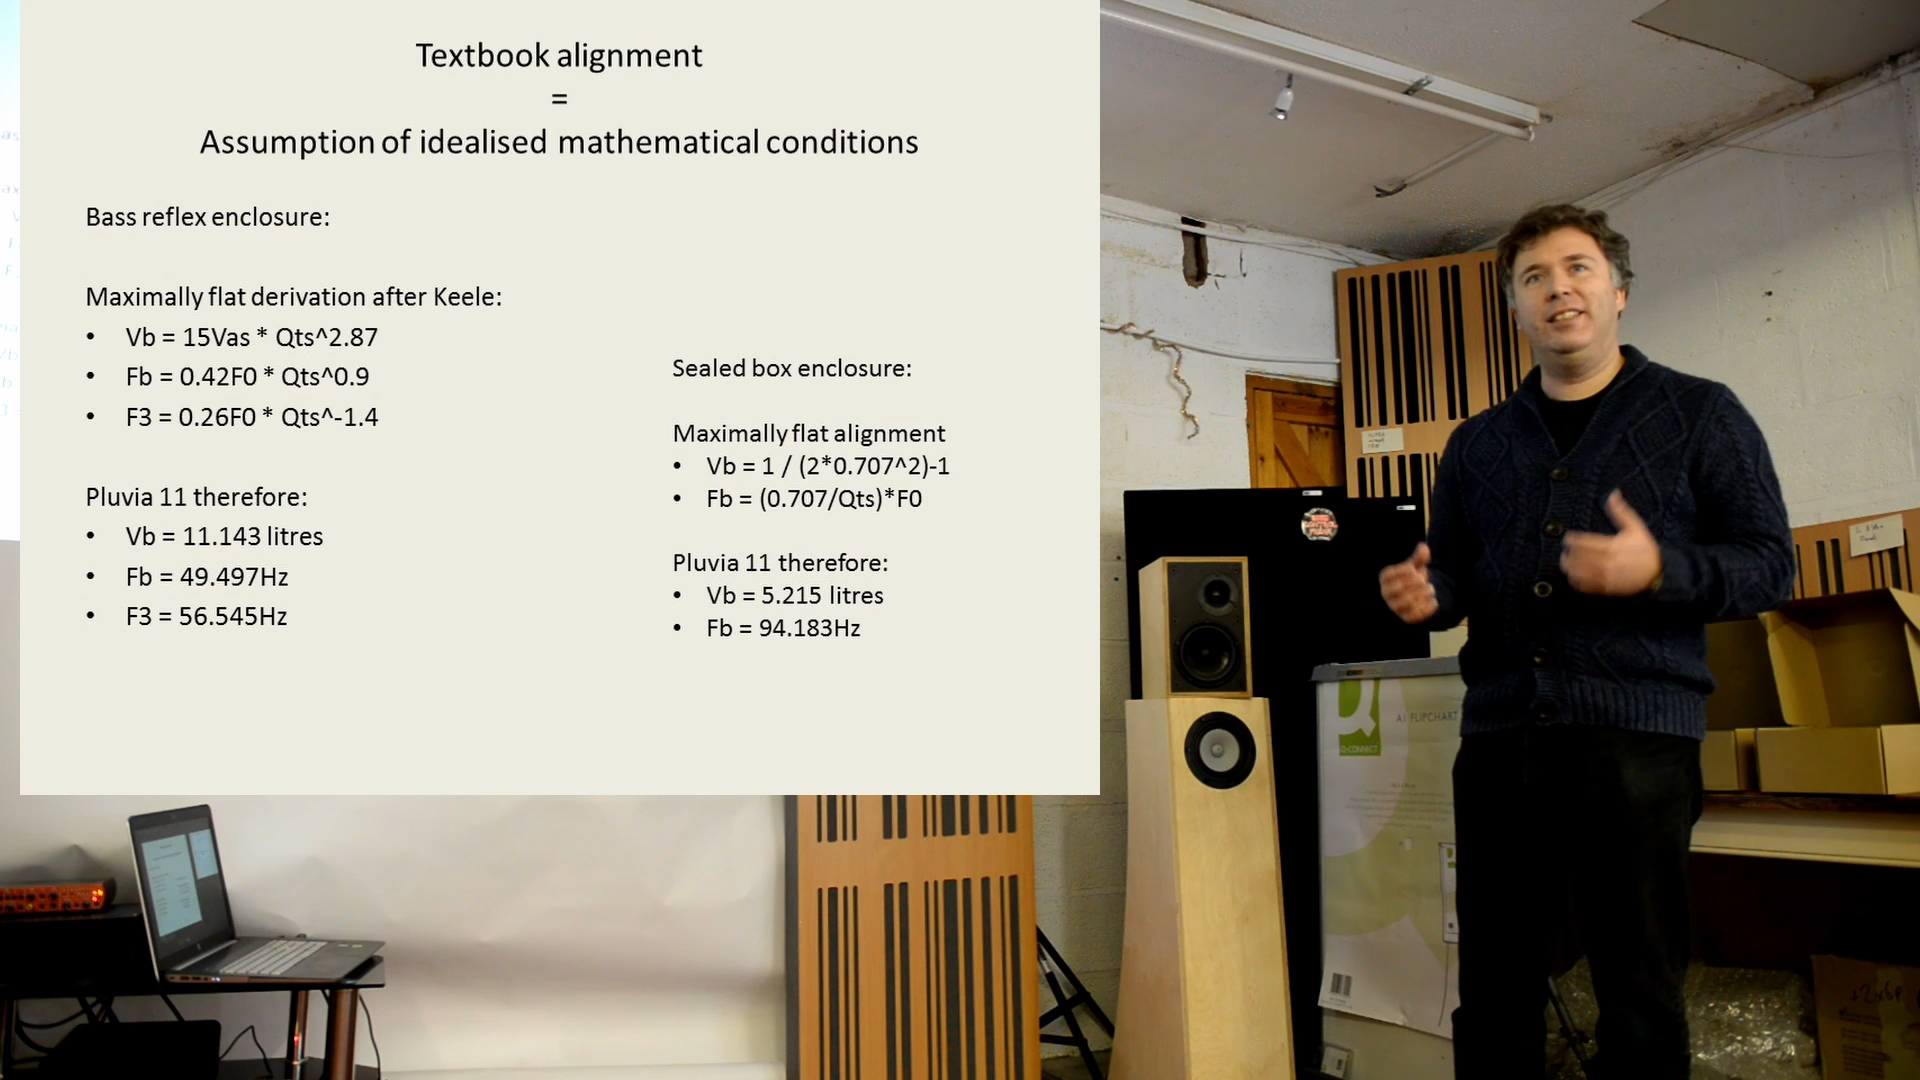 Textbook alignment
=
Assumption of idealised mathematical conditions
Bass reflex enclosure:
Maximally flat derivation after Keele:
• Vb = 15Vas * Qts^2.87
• Fb = 0.42F0 * Qts^0.9
• F3 = 0.26F0 * Qts^-1.4
Pluvia 11 therefore:
• Vb = 11.143 litres
• Fb = 49.497Hz
• F3 = 56.545Hz
Sealed box enclosure:
Maximally flat alignment
• Vb = 1 / (2*0.707^2)-1
• Fb = (0.707/Qts)*F0
Pluvia 11 therefore:
• Vb = 5.215 litres
• Fb = 94.183Hz
A1 FLIPCHART
Q-CONNECT